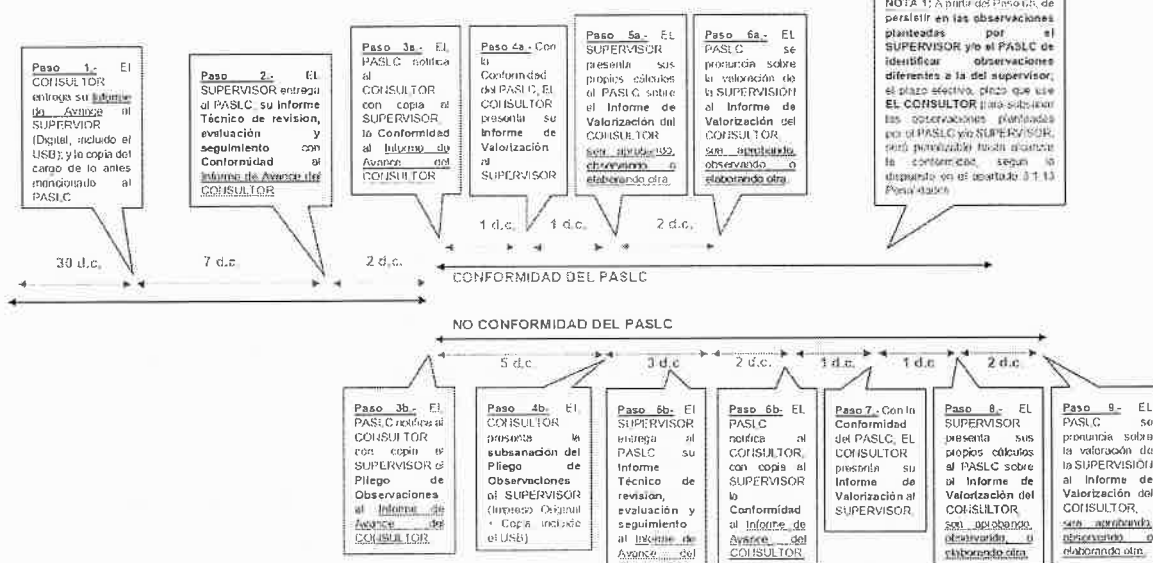 NOTA 1: A partir del Paso 6a, de
persistir en las observaciones
planteadas por el
SUPERVISOR y/o el PASLC de
identificar observaciones
diferentes a la del supervisor,
el plazo efectivo, plazo que use
EL CONSULTOR para subsanar
las observaciones planteadas
por el PASLC y/o SUPERVISOR,
será penalizable hasta alcanzar
la conformidad, según lo
dispuesto en el apartado 3.1.13
Penalidades
Paso 1.- El
CONSULTOR
entrega su Informe
de Avance al
SUPERVIOR
(Digital, incluido el
USB); y la copia del
cargo de lo antes
mencionado al
PASLC
Paso 2.- EL
SUPERVISOR entrega
al PASLC, su informe
Técnico de revisión,
evaluación y
seguimiento con
Conformidad al
Informe de Avance del
CONSULTOR
Paso 3a.- EL
PASLC notifica
al
CONSULTOR
con copia al
SUPERVISOR,
la Conformidad
al Informe de
Avance del
CONSULTOR
Paso 4a.- Con
la
Conformidad
del PASLC, EL
CONSULTOR
presenta su
Informe de
Valorización
al
SUPERVISOR
Paso 5a.- EL
SUPERVISOR
presenta sus
propios cálculos
al PASLC sobre
el Informe de
Valorización del
CONSULTOR
sea aprobando,
observando o
elaborando otra.
Paso 6a.- EL
PASLC se
pronuncia sobre
la valoración de
la SUPERVISIÓN
al Informe de
Valorización del
CONSULTOR
sea aprobando,
observando o
elaborando otra.
30 d.c. 7 d.c 2 d.c. 1 d.c. 1 d.c. 2 d.c.
CONFORMIDAD DEL PASLC
NO CONFORMIDAD DEL PASLC
5 d.c. 3 d.c 2 d.c. 1 d.c. 1 d.c. 2 d.c.
Paso 3b.- EL
PASLC notifica al
CONSULTOR
con copia al
SUPERVISOR el
Pliego de
Observaciones
al Informe de
Avance del
CONSULTOR
Paso 4b.- EL
CONSULTOR
presenta la
subsanación del
Pliego de
Observaciones
al SUPERVISOR
(Impreso Original
+ Copia incluido
el USB)
Paso 5b- El
SUPERVISOR
entrega al
PASLC su
Informe
Técnico de
revisión,
evaluación y
seguimiento
al Informe de
Avance del
Paso 6b- EL
PASLC
notifica al
CONSULTOR,
con copia al
SUPERVISOR
la
Conformidad
al Informe de
Avance del
CONSULTOR
Paso 7.- Con la
Conformidad
del PASLC, EL
CONSULTOR
presenta su
Informe de
Valorización al
SUPERVISOR.
Paso 8.- EL
SUPERVISOR
presenta sus
propios cálculos
al PASLC sobre
el Informe de
Valorización del
CONSULTOR,
sea aprobando,
observando, o
elaborando otra.
Paso 9.- EL
PASLC se
pronuncia sobre
la valoración de
la SUPERVISIÓN
al Informe de
Valorización del
CONSULTOR,
sea aprobando,
observando o
elaborando otra.